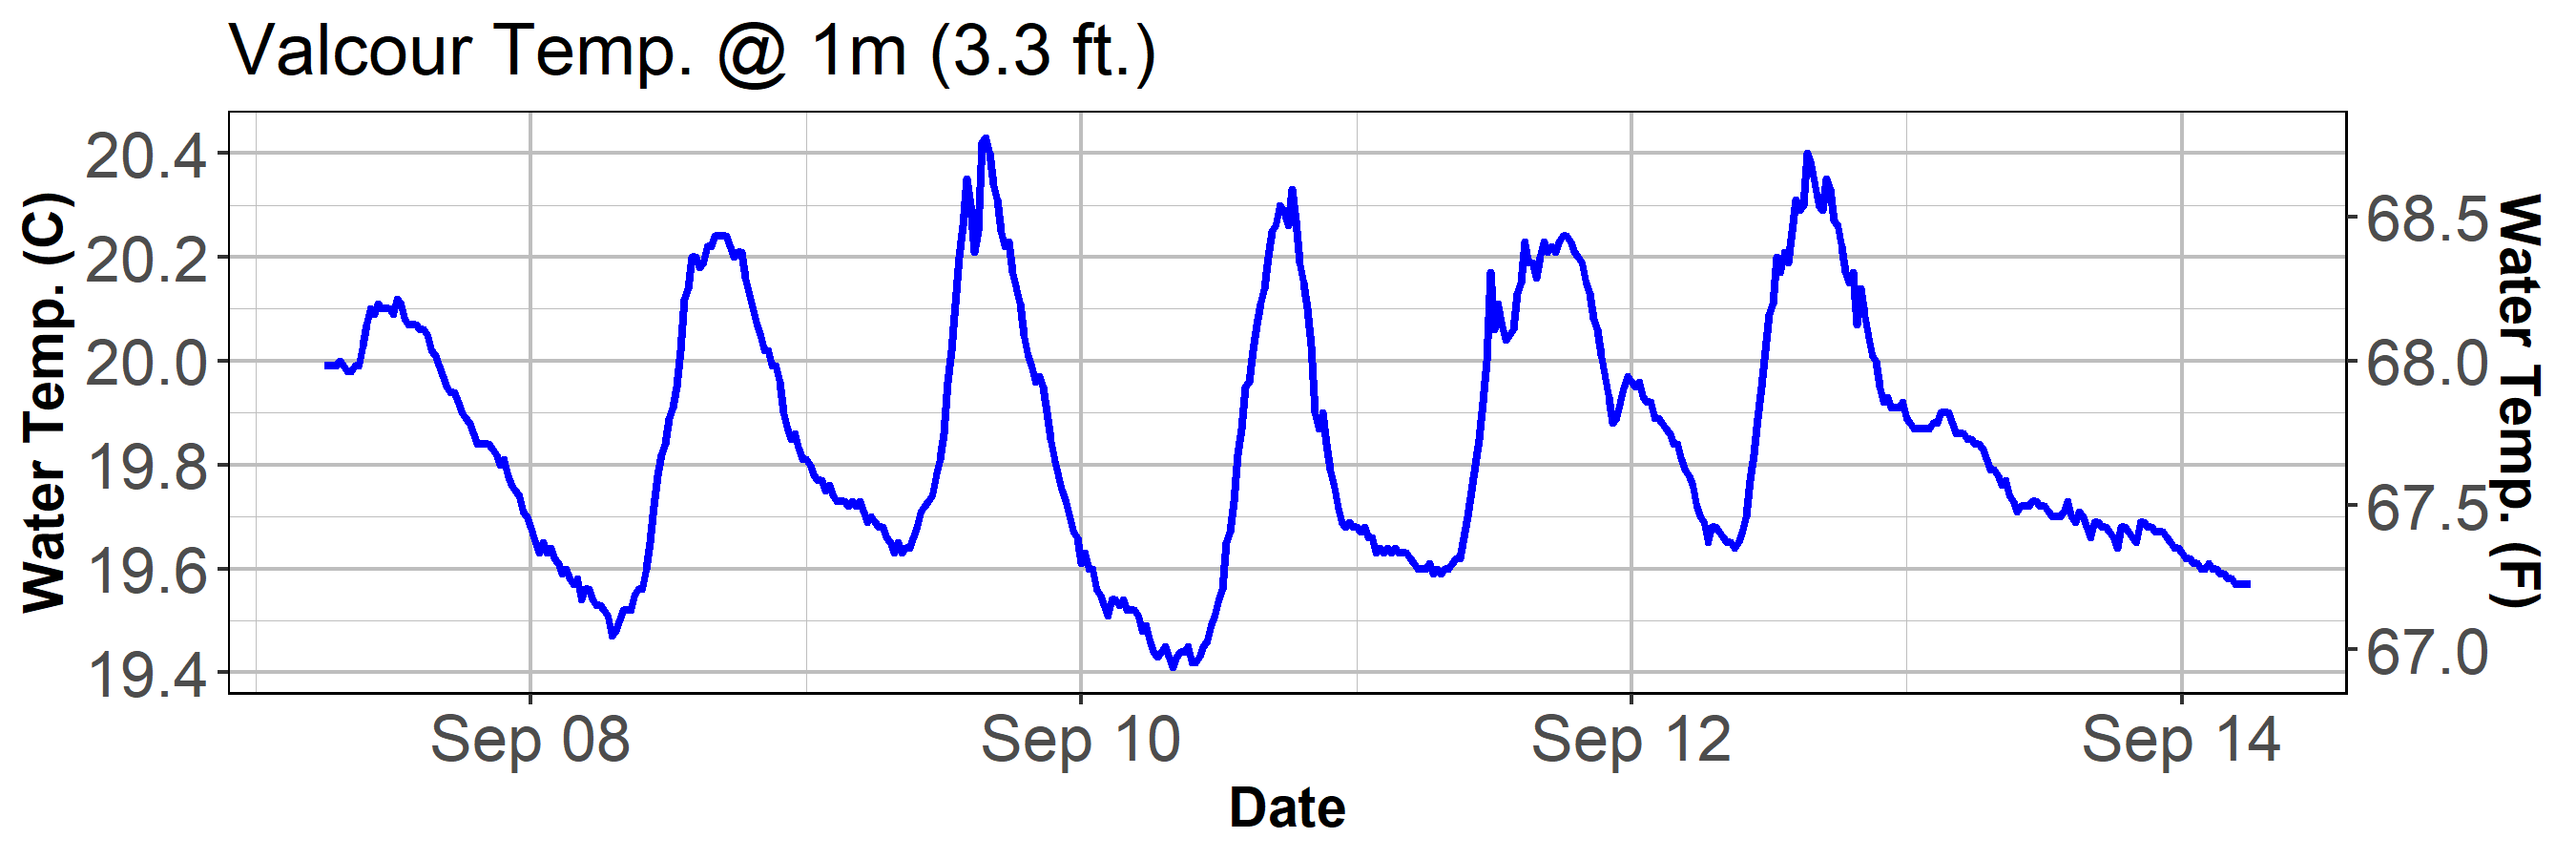 Valcour Temp. @ 1m (3.3 ft.)
Water Temp. (C)
20.4
20.2
20.0
19.8
19.6
19.4
68.5
68.0
67.5
67.0
Water Temp. (F)
Sep 08
Sep 10
Sep 12
Sep 14
Date